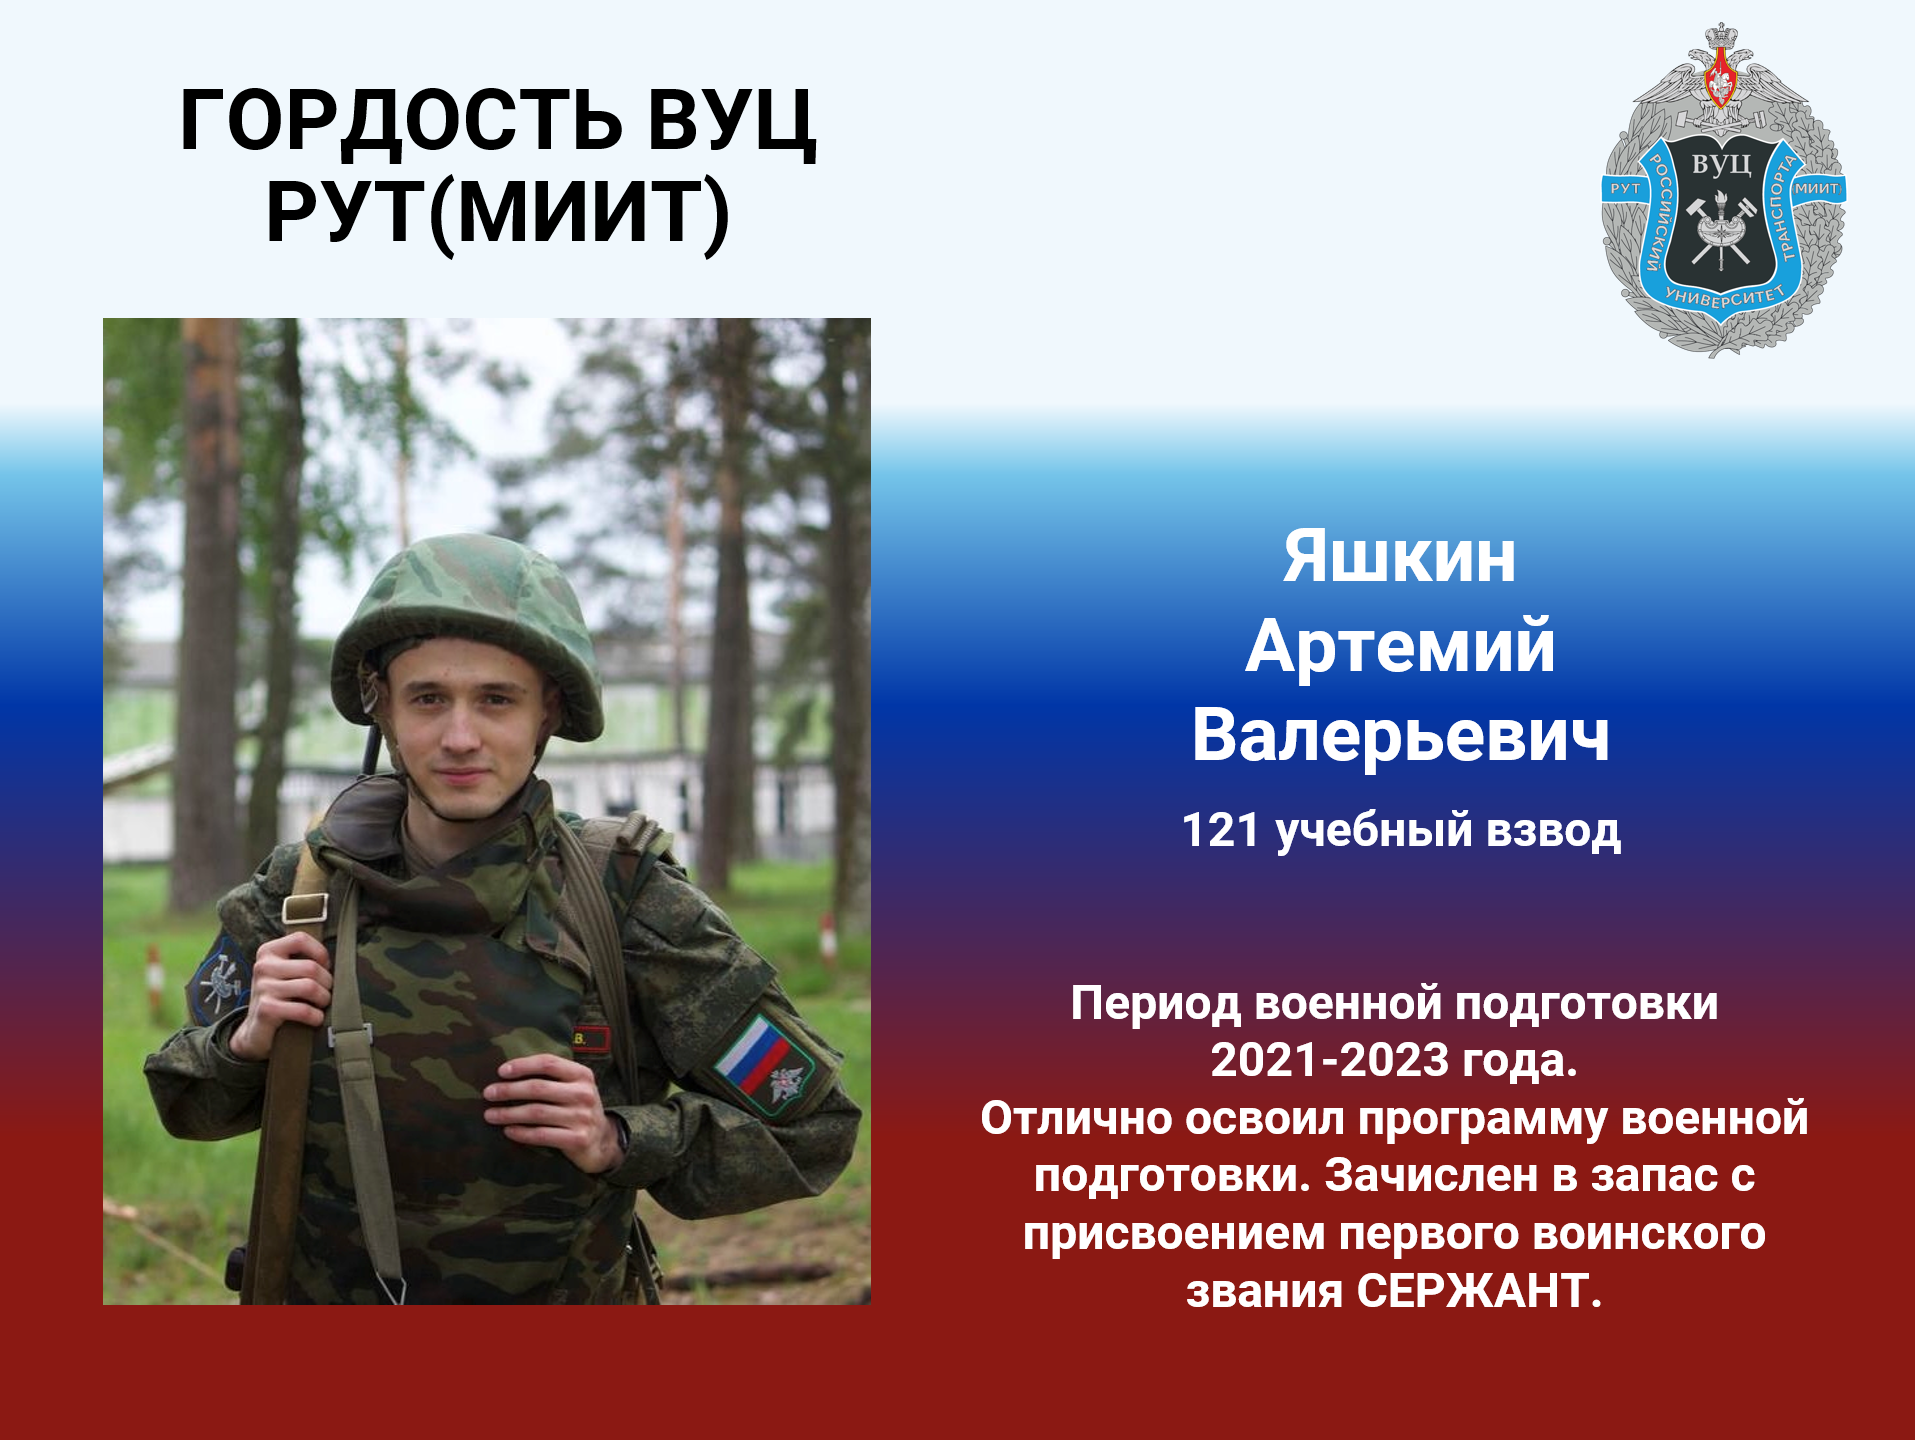 ГОРДОСТЬ ВУЦ
РУТ(МИИТ)
ВУЦ
РУТ
МИИТ
РОССИЙСКИЙ
УНИВЕРСИТЕТ
ТРАНСПОРТА
Яшкин
Артемий
Валерьевич
121 учебный взвод
.В.
Период военной подготовки
2021-2023 года.
Отлично освоил программу военной
подготовки. Зачислен в запас с
присвоением первого воинского
звания СЕРЖАНТ.